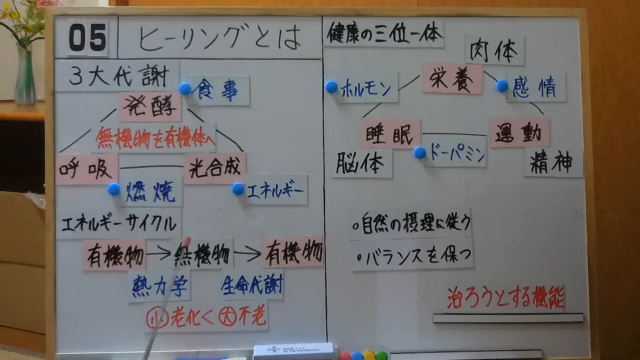 05 ヒーリングとは
3大代謝
発酵
食事
無機物を有機体へ
呼吸
光合成
燃焼
エネルギー
エネルギーサイクル
有機物→無機物→有機物
熱力学
生命代謝
小 老化く 大 不老
健康の三位一体
肉体
ホルモン
栄養
感情
睡眠
運動
脳体
ドーパミン
精神
・自然の摂理に従う
・バランスを保つ
治ろうとする機能